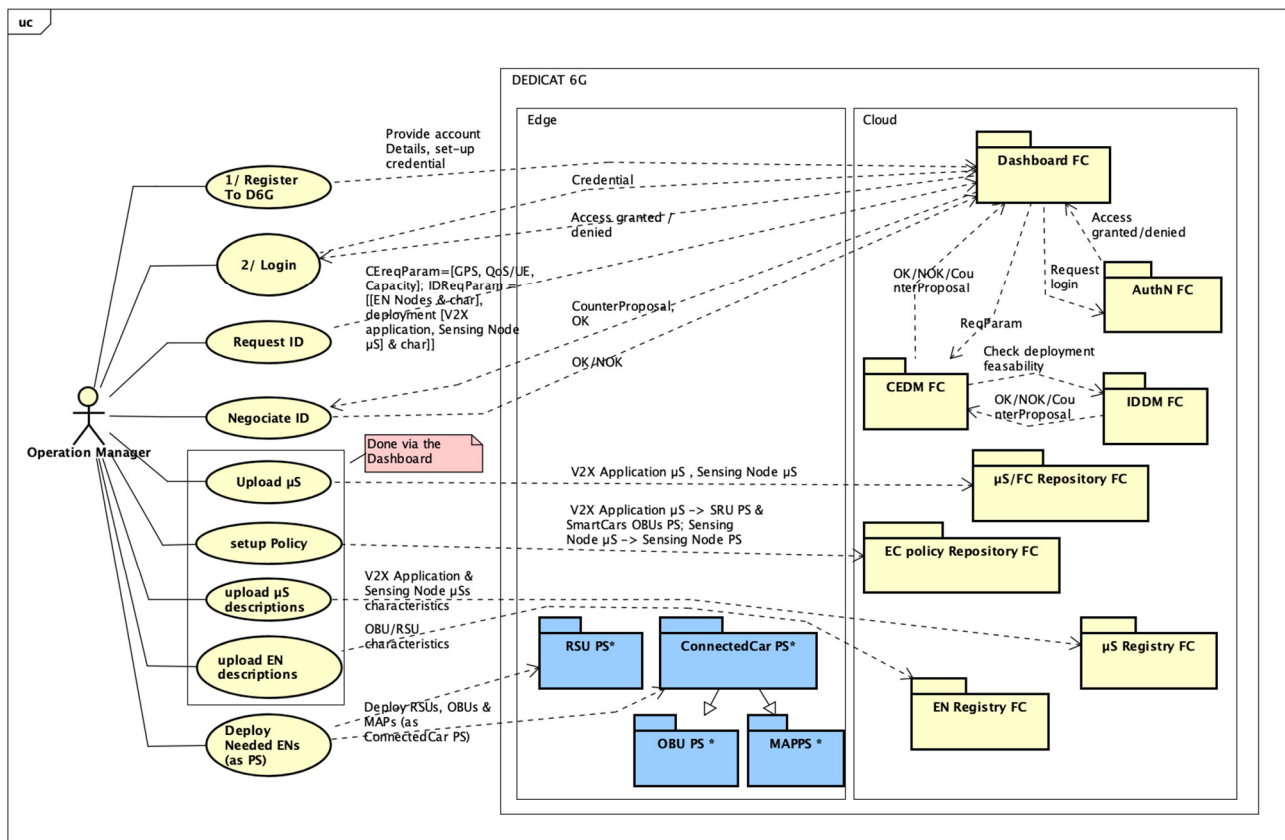 uc
DEDICAT 6G
Edge
Cloud
Provide account
Details, set-up
credential
Dashboard FC
1/ Register
To D6G
Credential
Access granted /
denied
Access
granted/denied
2/ Login
CEreqParam=[GPS, QoS/UE,
Capacity]; IDReqParam =
[[EN Nodes & char],
deployment [V2X
application, Sensing Node
µS] & char]]
OK/NOK/Cou
nterProposal
Request
login
AuthN FC
CounterProposal,
OK
Request ID
ReqParam
OK/NOK
Check deployment
feasability
CEDM FC
IDDM FC
OK/NOK/Cou
nterProposal
Negociate ID
Operation Manager
Done via the
Dashboard
Upload µS
V2X Application µS , Sensing Node µS
µS/FC Repository FC
V2X Application µS -> SRU PS &
SmartCars OBUs PS; Sensing
Node µS -> Sensing Node PS
setup Policy
EC policy Repository FC
V2X Application &
Sensing Node µSs
characteristics
upload µS
descriptions
OBU/RSU
characteristics
upload EN
descriptions
RSU PS*
ConnectedCar PS*
µS Registry FC
EN Registry FC
Deploy RSUs, OBUs &
MAPs (as
ConnectedCar PS)
Deploy
Needed ENs
(as PS)
OBU PS *
MAPPS *